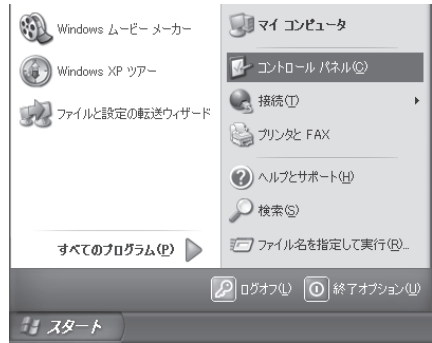 Windows ムービー メーカー
Windows XP ツアー
ファイルと設定の転送ウィザード
すべてのプログラム(P)
マイ コンピュータ
コントロール パネル(C)
接続(T)
プリンタと FAX
ヘルプとサポート(H)
検索(S)
ファイル名を指定して実行(R)...
ログオフ(L)
終了オプション(U)
スタート